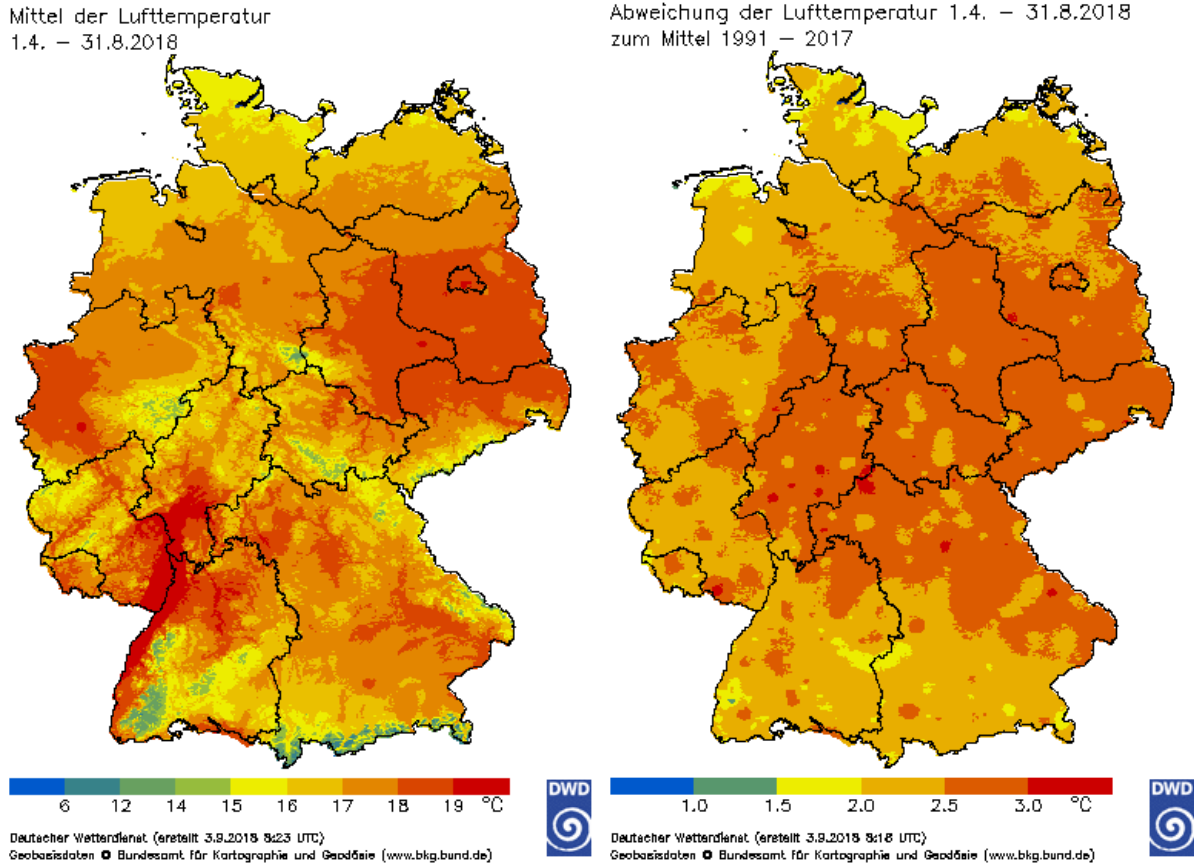 Mittel der Lufttemperatur
1.4. – 31.8.2018
Abweichung der Lufttemperatur 1.4. – 31.8.2018
zum Mittel 1991 – 2017
6 12 14 15 16 17 18 19 °C
DWD
1.0 1.5 2.0 2.5 3.0 °C
DWD
Deutscher Wetterdienst (erstellt 3.9.2018 8:23 UTC)
Geobasisdaten © Bundesamt für Kartographie und Geodäsie (www.bkg.bund.de)
Deutscher Wetterdienst (erstellt 3.9.2018 8:18 UTC)
Geobasisdaten © Bundesamt für Kartographie und Geodäsie (www.bkg.bund.de)